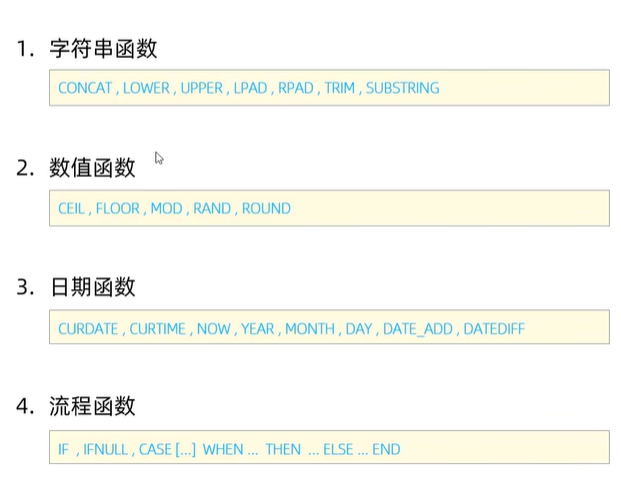 1. 字符串函数
CONCAT , LOWER , UPPER , LPAD , RPAD , TRIM , SUBSTRING
2. 数值函数
CEIL , FLOOR , MOD , RAND , ROUND
3. 日期函数
CURDATE , CURTIME , NOW , YEAR , MONTH , DAY , DATE_ADD , DATEDIFF
4. 流程函数
IF , IFNULL , CASE [...] WHEN ... THEN ... ELSE ... END